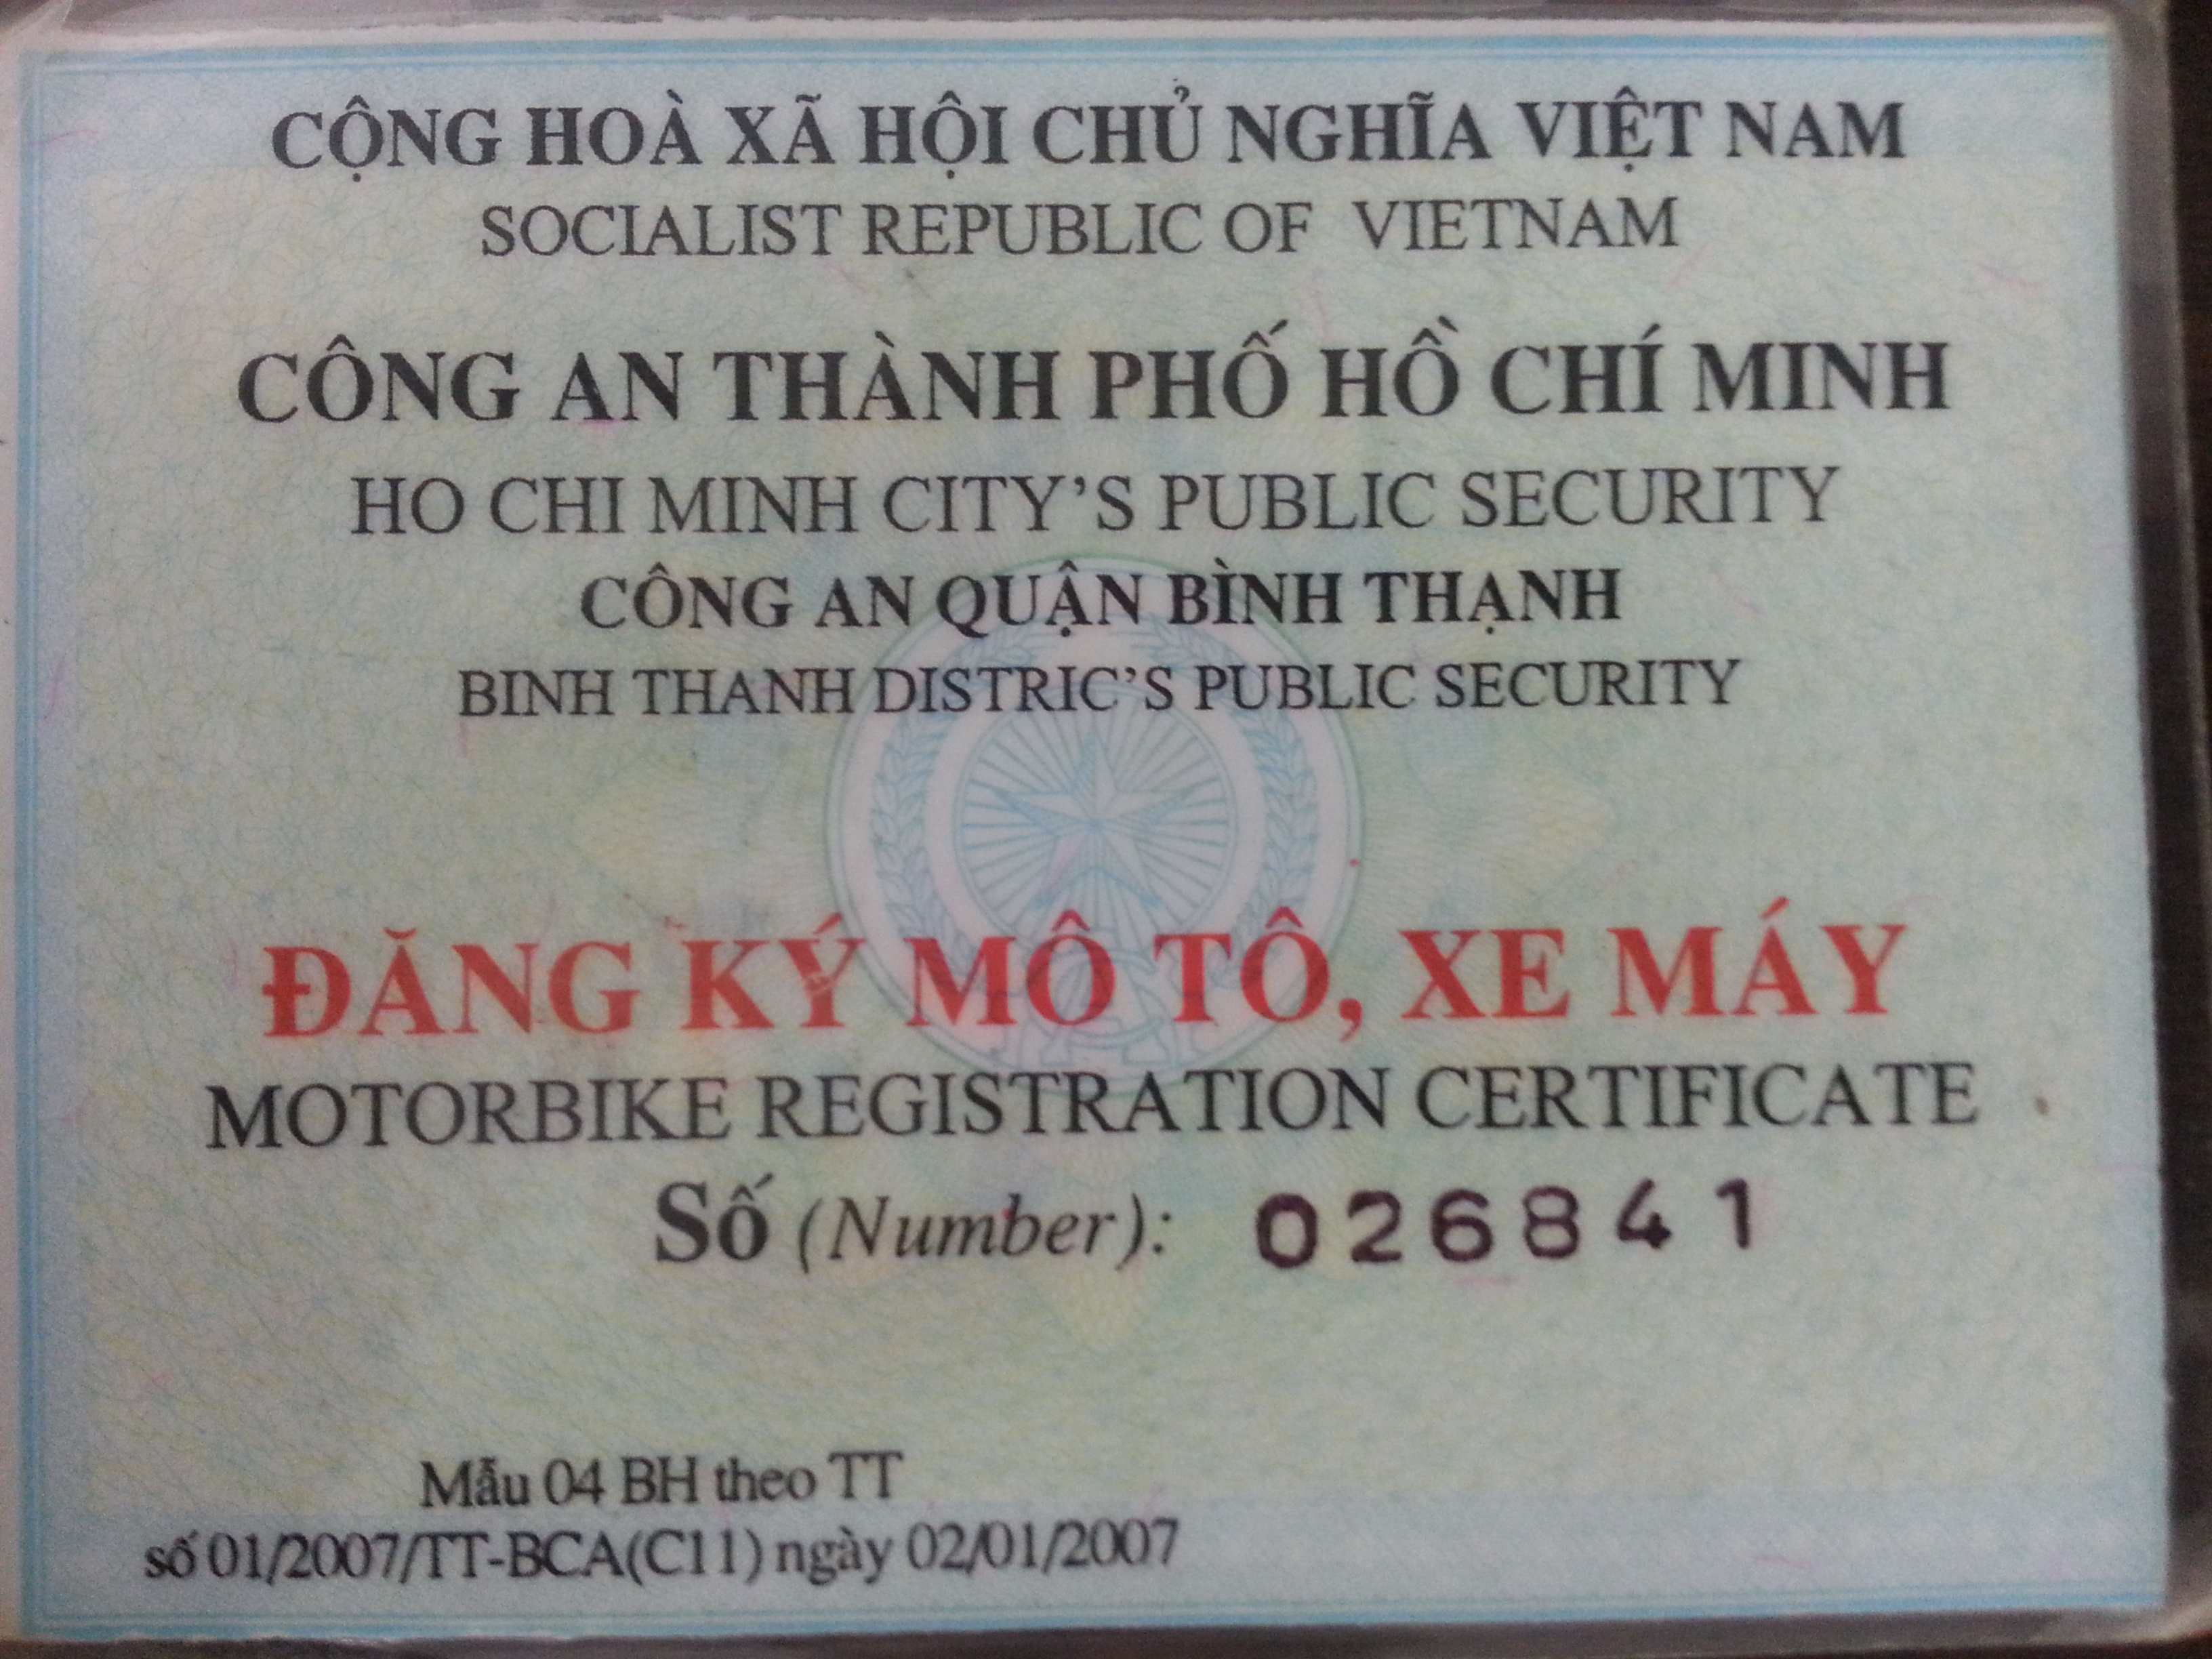 CỘNG HOÀ XÃ HỘI CHỦ NGHĨA VIỆT NAM
SOCIALIST REPUBLIC OF VIETNAM
CÔNG AN THÀNH PHỐ HỒ CHÍ MINH
HO CHI MINH CITY'S PUBLIC SECURITY
CÔNG AN QUẬN BÌNH THẠNH
BINH THANH DISTRIC'S PUBLIC SECURITY
ĐĂNG KÝ MÔ TÔ, XE MÁY
MOTORBIKE REGISTRATION CERTIFICATE
Số (Number): 026841
Mẫu 04 BH theo TT
số 01/2007/TT-BCA(C11) ngày 02/01/2007